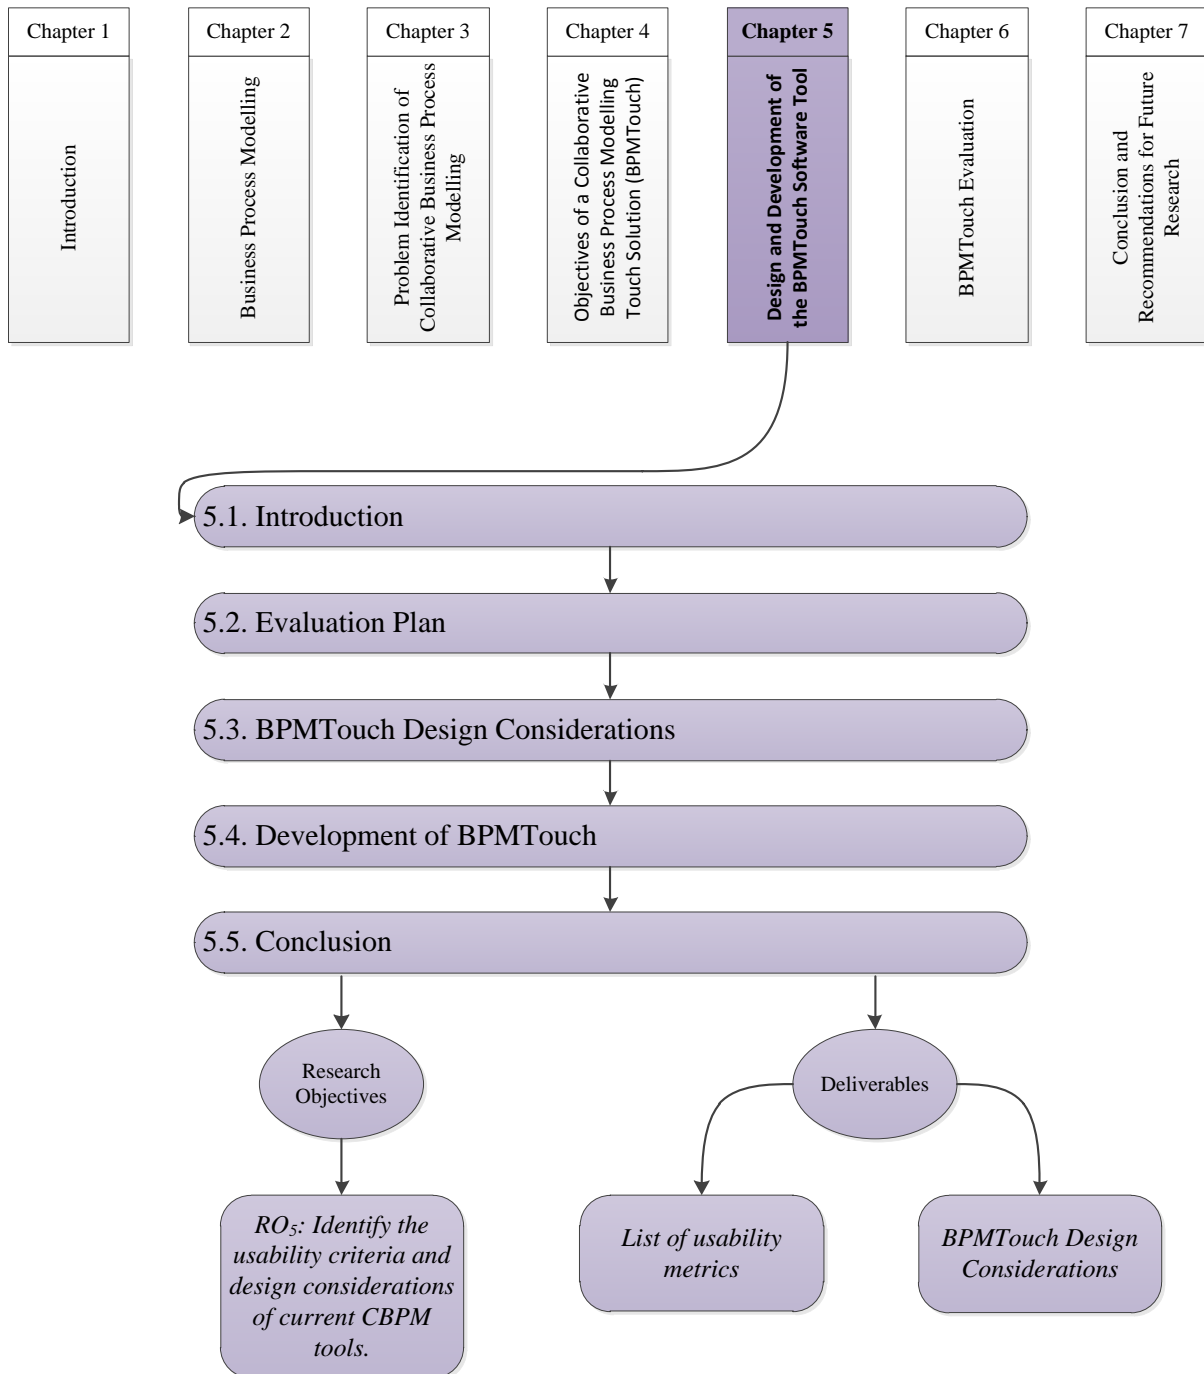 Chapter 1
Chapter 2
Chapter 3
Chapter 4
Chapter 5
Chapter 6
Chapter 7
Introduction
Business Process Modelling
Problem Identification of
Collaborative Business Process
Modelling
Objectives of a Collaborative
Business Process Modelling
Touch Solution (BPMTouch)
Design and Development of
the BPMTouch Software Tool
BPMTouch Evaluation
Conclusion and
Recommendations for Future
Research
5.1. Introduction
5.2. Evaluation Plan
5.3. BPMTouch Design Considerations
5.4. Development of BPMTouch
5.5. Conclusion
Research
Objectives
Deliverables
RO₅: Identify the
usability criteria and
design considerations
of current CBPM
tools.
List of usability
metrics
BPMTouch Design
Considerations